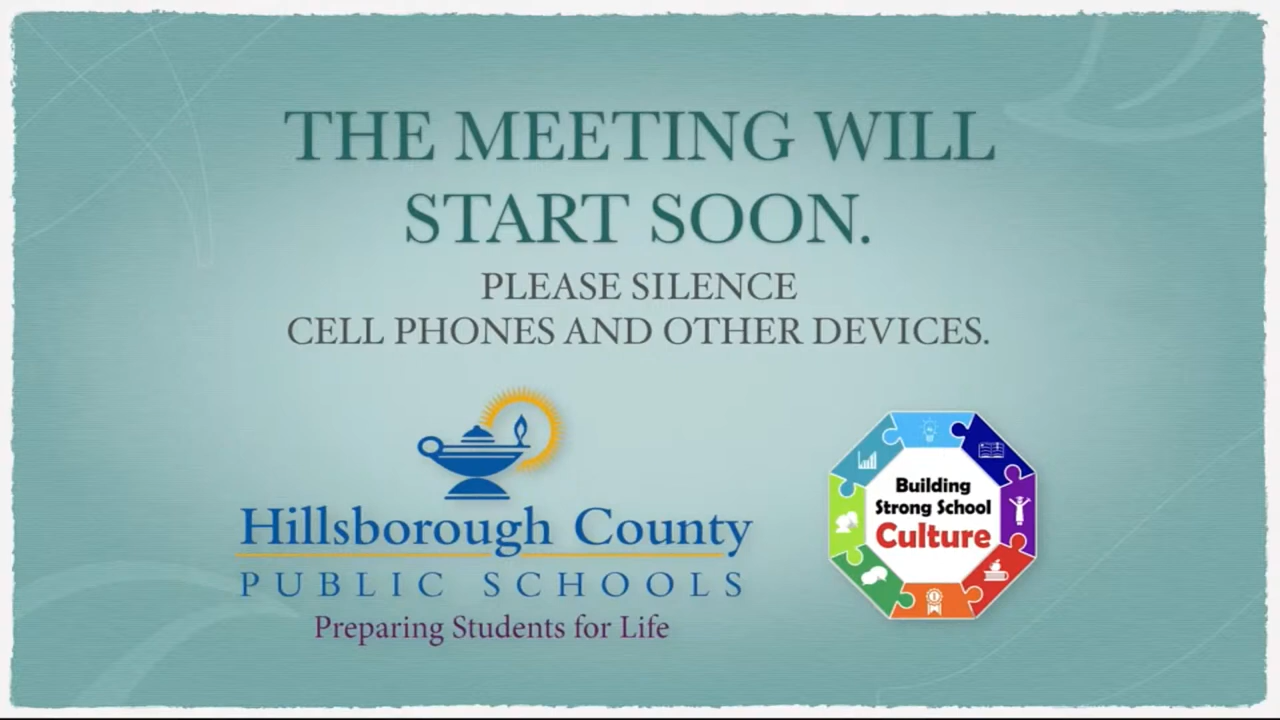 THE MEETING WILL
START SOON.
PLEASE SILENCE
CELL PHONES AND OTHER DEVICES.
Hillsborough County
PUBLIC SCHOOLS
Preparing Students for Life
Building
Strong School
Culture